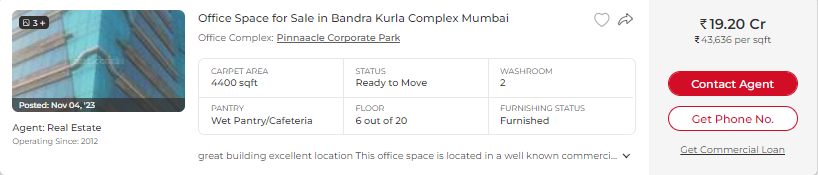 Office Space for Sale in Bandra Kurla Complex Mumbai
Office Complex: Pinnaacle Corporate Park
3+
Posted: Nov 04, '23
Agent: Real Estate
Operating Since: 2012
CARPET AREA
4400 sqft
STATUS
Ready to Move
WASHROOM
2
PANTRY
Wet Pantry/Cafeteria
FLOOR
6 out of 20
FURNISHING STATUS
Furnished
great building excellent location This office space is located in a well known commerci...
₹19.20 Cr
₹43,636 per sqft
Contact Agent
Get Phone No.
Get Commercial Loan